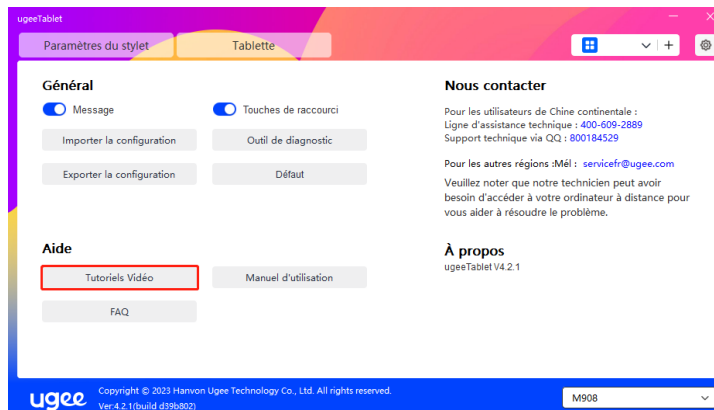 ugeeTablet
Paramètres du stylet
Tablette
Général
Message
Touches de raccourci
Importer la configuration
Outil de diagnostic
Exporter la configuration
Défaut
Aide
Tutoriels Vidéo
Manuel d'utilisation
FAQ
Nous contacter
Pour les utilisateurs de Chine continentale :
Ligne d'assistance technique : 400-609-2889
Support technique via QQ : 800184529
Pour les autres régions :Mél : servicefr@ugee.com
Veuillez noter que notre technicien peut avoir
besoin d'accéder à votre ordinateur à distance pour
vous aider à résoudre le problème.
À propos
ugeeTablet V4.2.1
ugee
Copyright © 2023 Hanvon Ugee Technology Co., Ltd. All rights reserved.
Ver:4.2.1(build d39b802)
M908